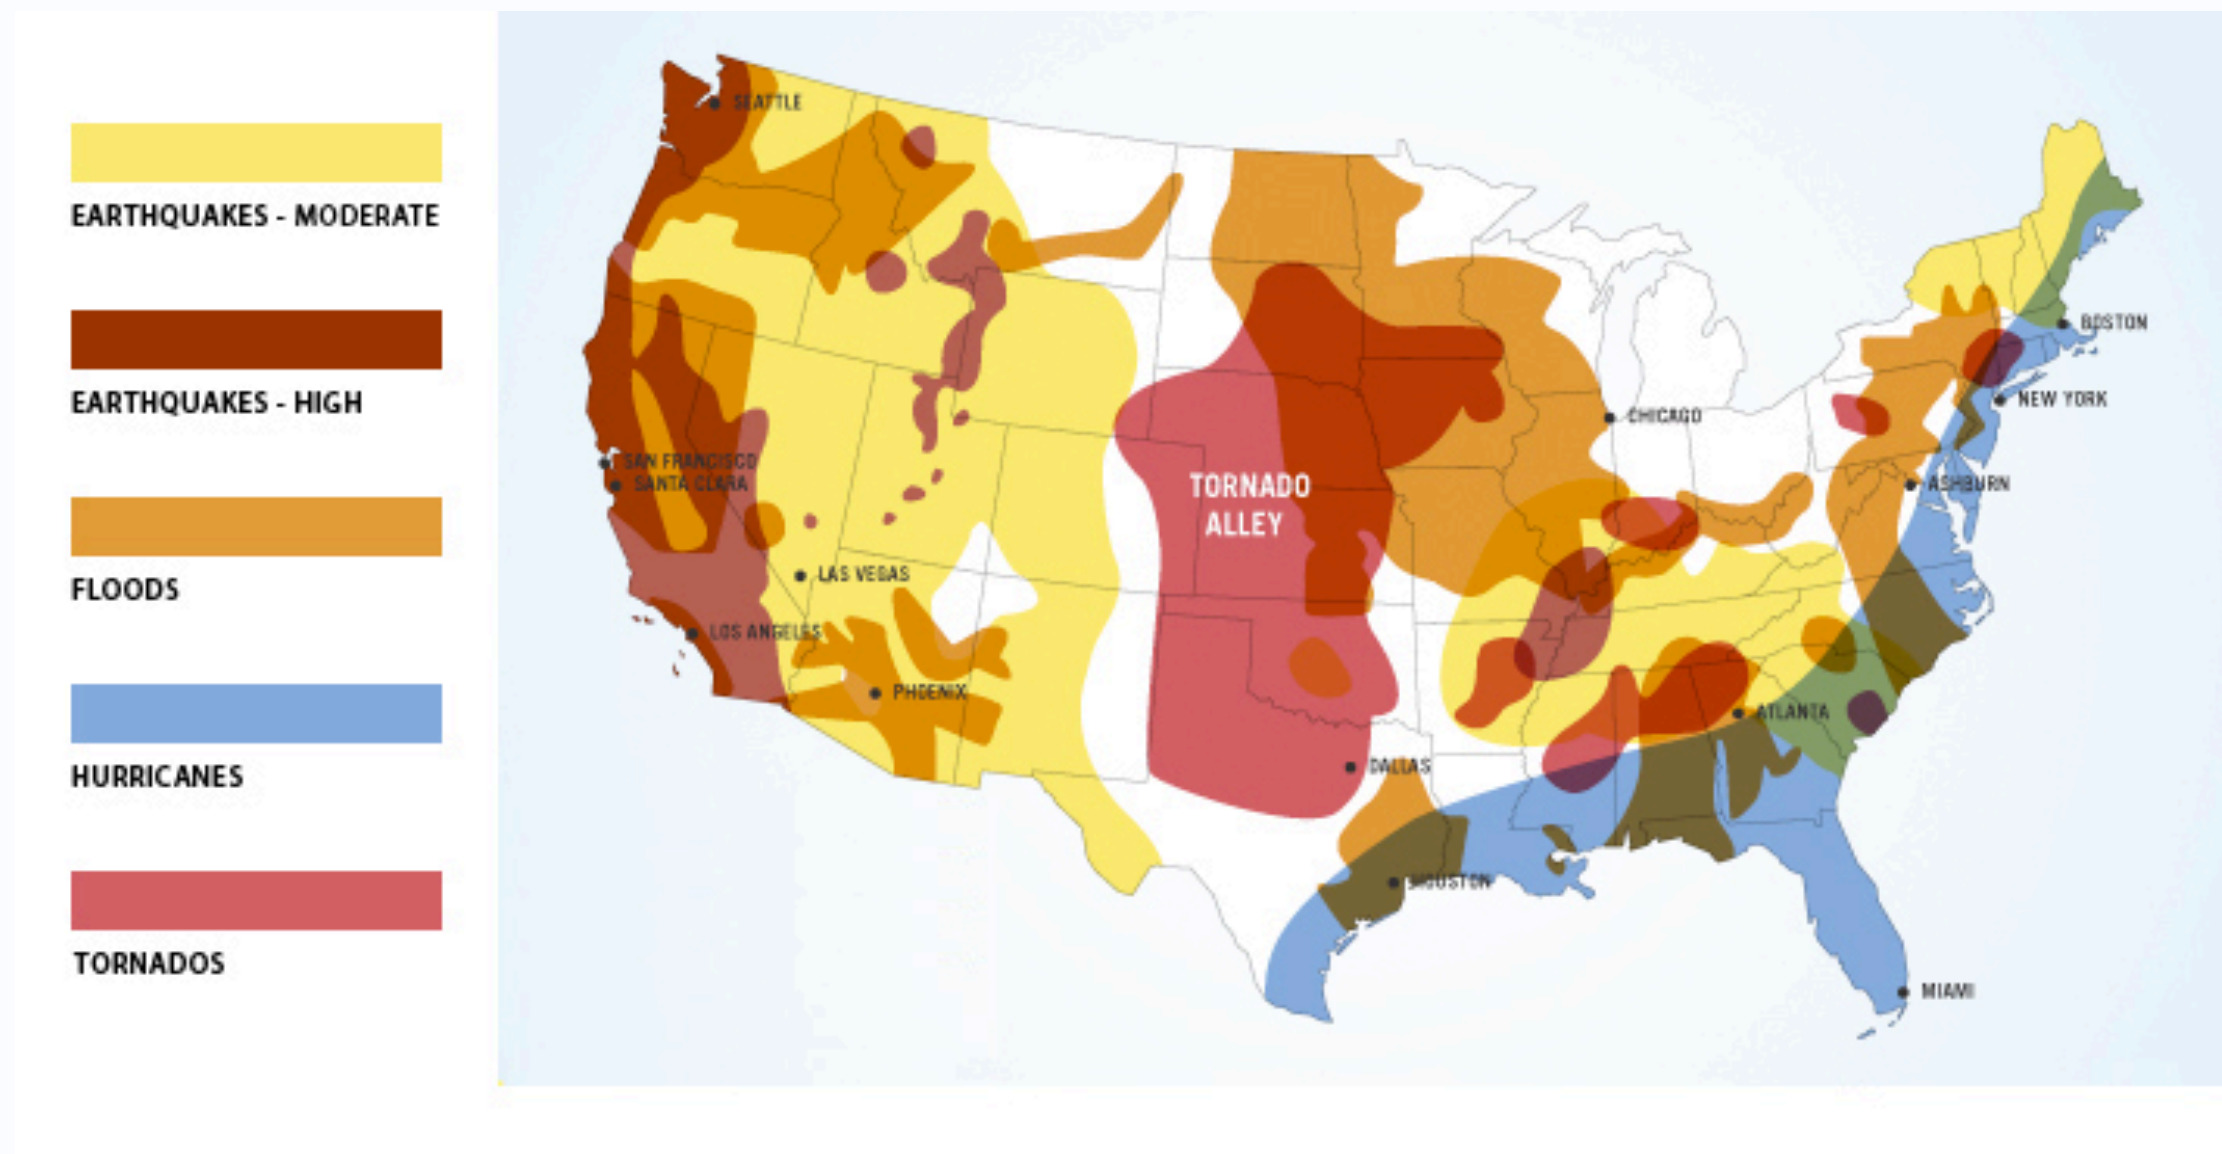 EARTHQUAKES - MODERATE
EARTHQUAKES - HIGH
FLOODS
HURRICANES
TORNADOS
SEATTLE
BOSTON
NEW YORK
CHICAGO
SAN FRANCISCO
SANTA CLARA
ASHBURN
TORNADO
ALLEY
LAS VEGAS
LOS ANGELES
PHOENIX
ATLANTA
DALLAS
HOUSTON
MIAMI